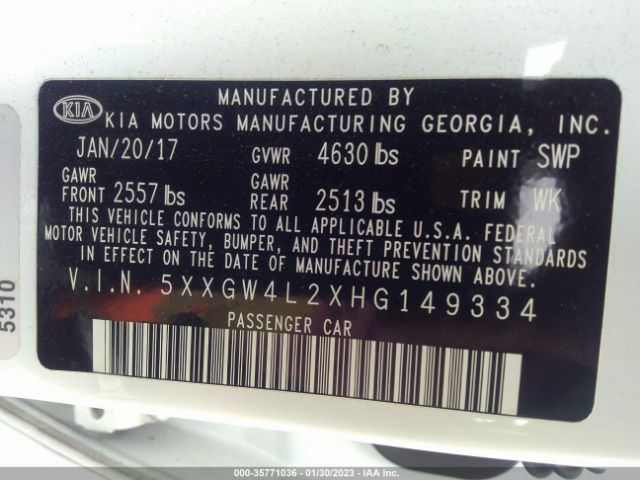 MANUFACTURED BY
KIA KIA MOTORS MANUFACTURING GEORGIA, INC.
JAN/20/17 GVWR 4630 lbs PAINT SWP
GAWR FRONT 2557 lbs GAWR REAR 2513 lbs TRIM WK
THIS VEHICLE CONFORMS TO ALL APPLICABLE U.S.A. FEDERAL
MOTOR VEHICLE SAFETY, BUMPER, AND THEFT PREVENTION STANDARDS
IN EFFECT ON THE DATE OF MANUFACTURE SHOWN ABOVE.
V.I.N. 5XXGW4L2XHG149334
PASSENGER CAR
5310
000-35771036 - 01/30/2023 - IAA Inc.